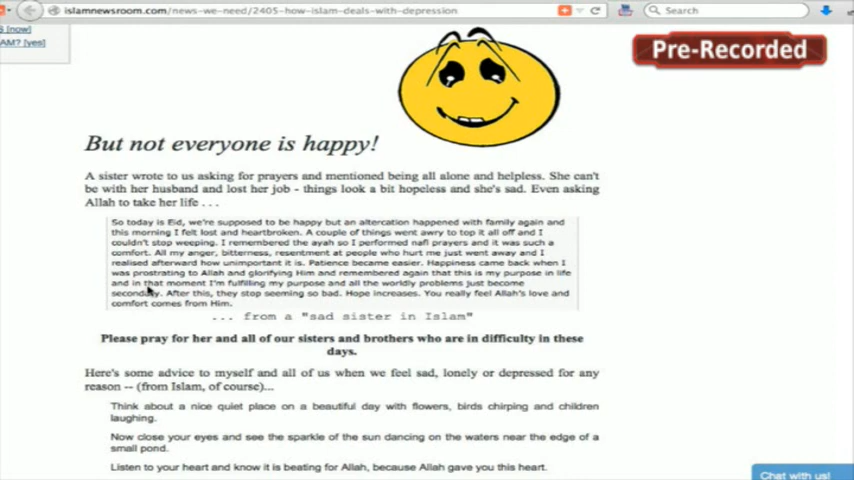 islamnewsroom.com/news-we-need/2405-how-islam-deals-with-depression
Search
[now]
AM? [yes]
Pre-Recorded
But not everyone is happy!
A sister wrote to us asking for prayers and mentioned being all alone and helpless. She can't
be with her husband and lost her job - things look a bit hopeless and she's sad. Even asking
Allah to take her life . . .
So today is Eid, we're supposed to be happy but an altercation happened with family again and
this morning I felt lost and heartbroken. A couple of things went awry to top it all off and I
couldn't stop weeping. I remembered the ayah so I performed nafl prayers and it was such a
comfort. All my anger, bitterness, resentment at people who hurt me just went away and I
realised afterward how unimportant it is. Patience became easier. Happiness came back when I
was prostrating to Allah and glorifying Him and remembered again that this is my purpose in life
and in that moment I'm fulfilling my purpose and all the worldly problems just become
secondary. After this, they stop seeming so bad. Hope increases. You really feel Allah's love and
comfort comes from Him.
... from a "sad sister in Islam"
Please pray for her and all of our sisters and brothers who are in difficulty in these
days.
Here's some advice to myself and all of us when we feel sad, lonely or depressed for any
reason -- (from Islam, of course)...
Think about a nice quiet place on a beautiful day with flowers, birds chirping and children
laughing.
Now close your eyes and see the sparkle of the sun dancing on the waters near the edge of a
small pond.
Listen to your heart and know it is beating for Allah, because Allah gave you this heart.
Chat with us!